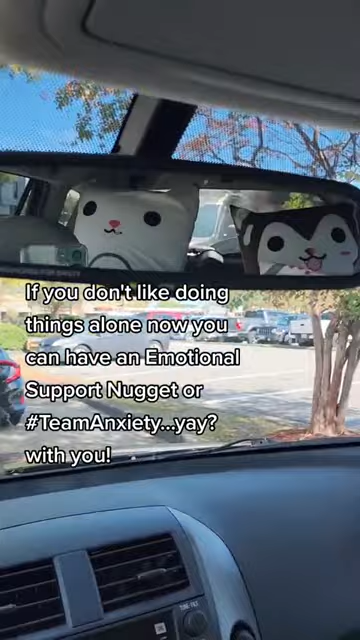 If you don't like doing
things alone now you
can have an Emotional
Support Nugget or
#TeamAnxiety...yay?
with you!